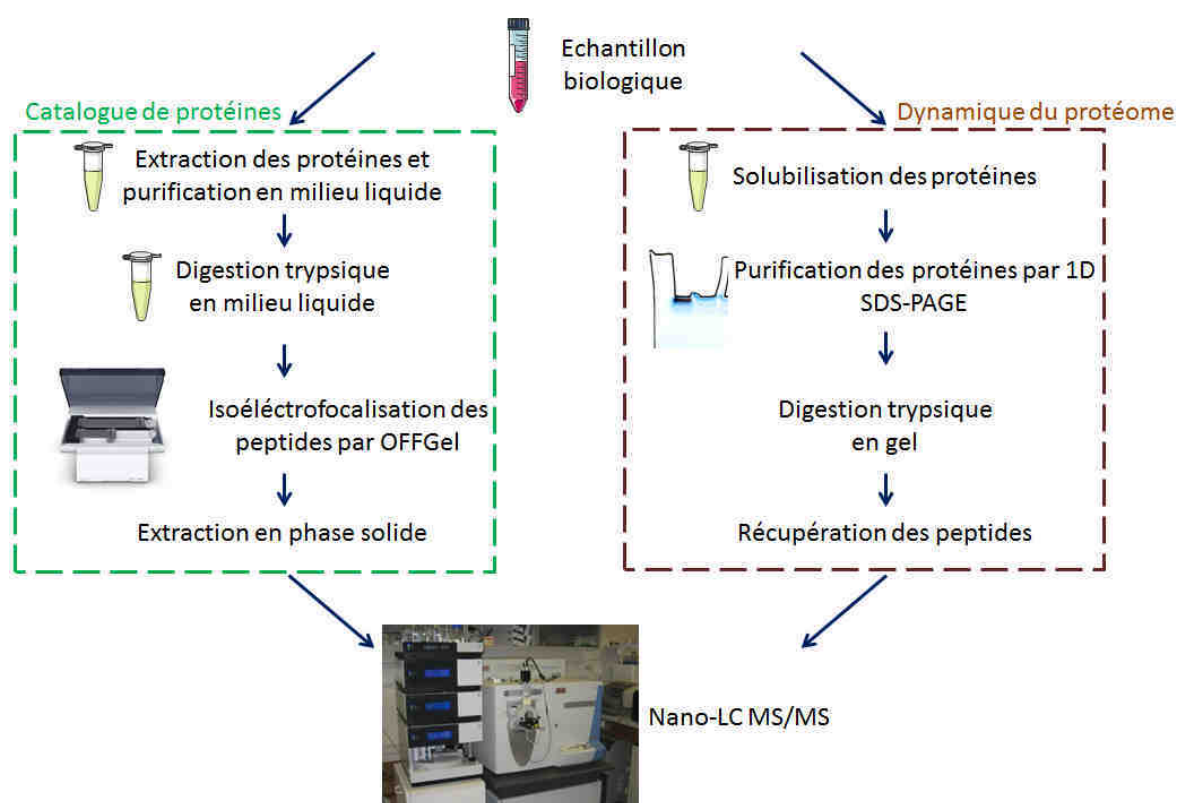 Echantillon
biologique
Catalogue de protéines
Extraction des protéines et
purification en milieu liquide
Digestion trypsique
en milieu liquide
Isoéléctrofocalisation des
peptides par OFFGel
Extraction en phase solide
Dynamique du protéome
Solubilisation des protéines
Purification des protéines par 1D
SDS-PAGE
Digestion trypsique
en gel
Récupération des peptides
Nano-LC MS/MS